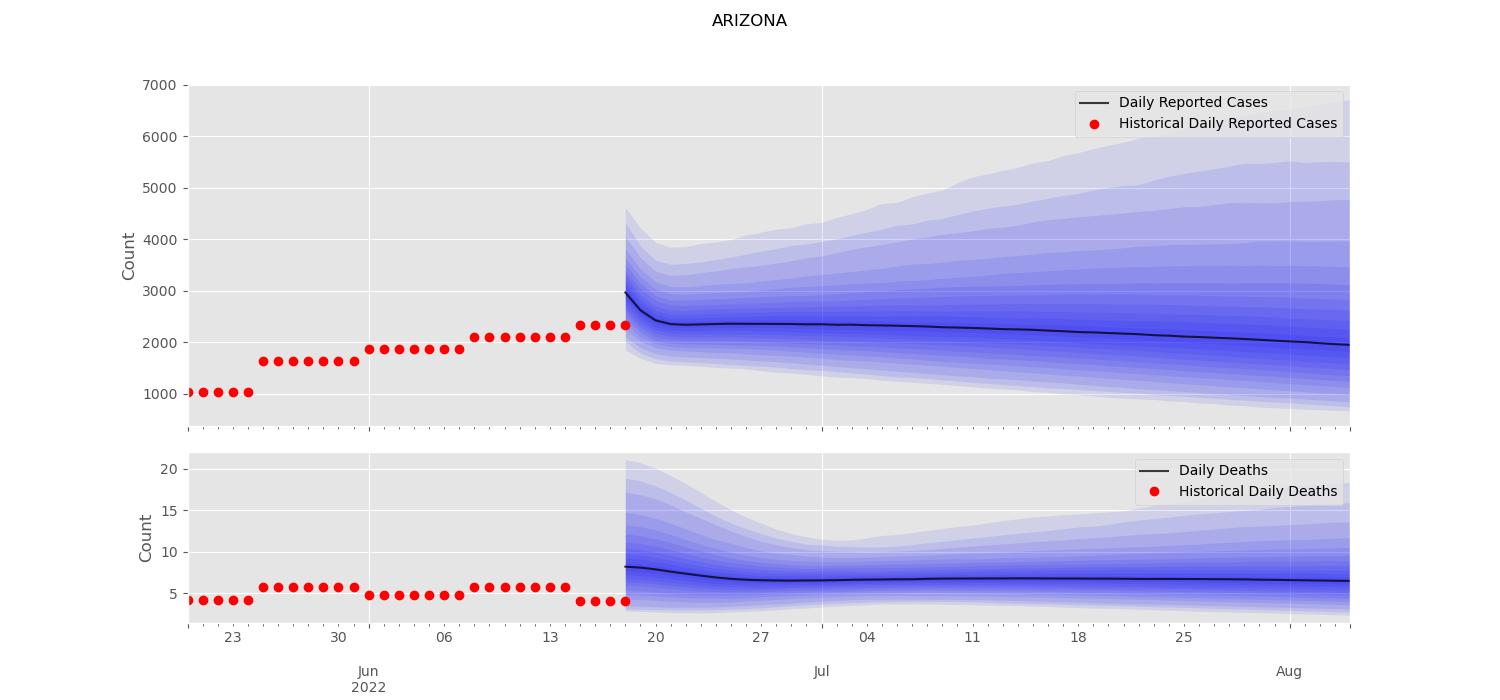 ARIZONA
7000
6000
5000
4000
3000
2000
1000
Count
Daily Reported Cases
Historical Daily Reported Cases
20
15
10
5
Count
Daily Deaths
Historical Daily Deaths
23 30 06 13 20 27 04 11 18 25
Jun Jul Aug
2022